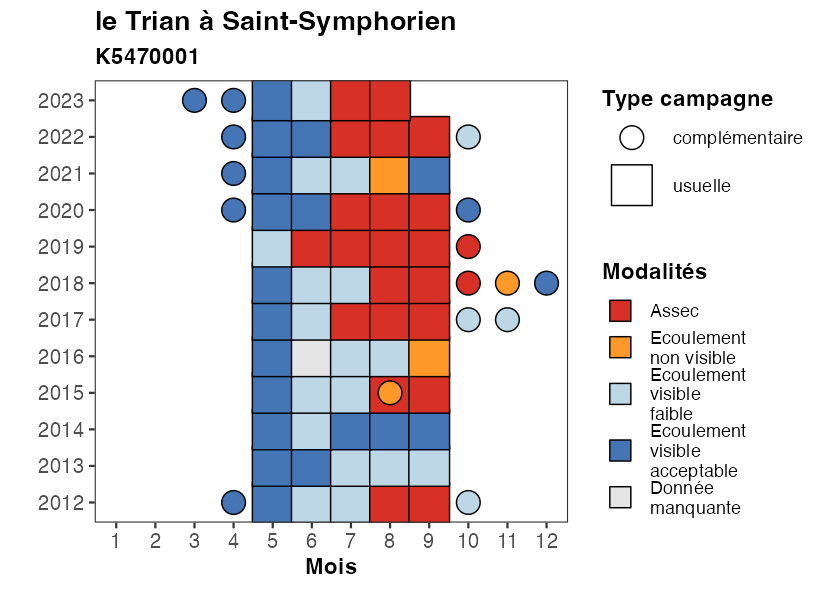 le Trian à Saint-Symphorien
K5470001
2023
2022
2021
2020
2019
2018
2017
2016
2015
2014
2013
2012
1 2 3 4 5 6 7 8 9 10 11 12
Mois
Type campagne
complémentaire
usuelle
Modalités
Assec
Ecoulement
non visible
Ecoulement
visible
faible
Ecoulement
visible
acceptable
Donnée
manquante